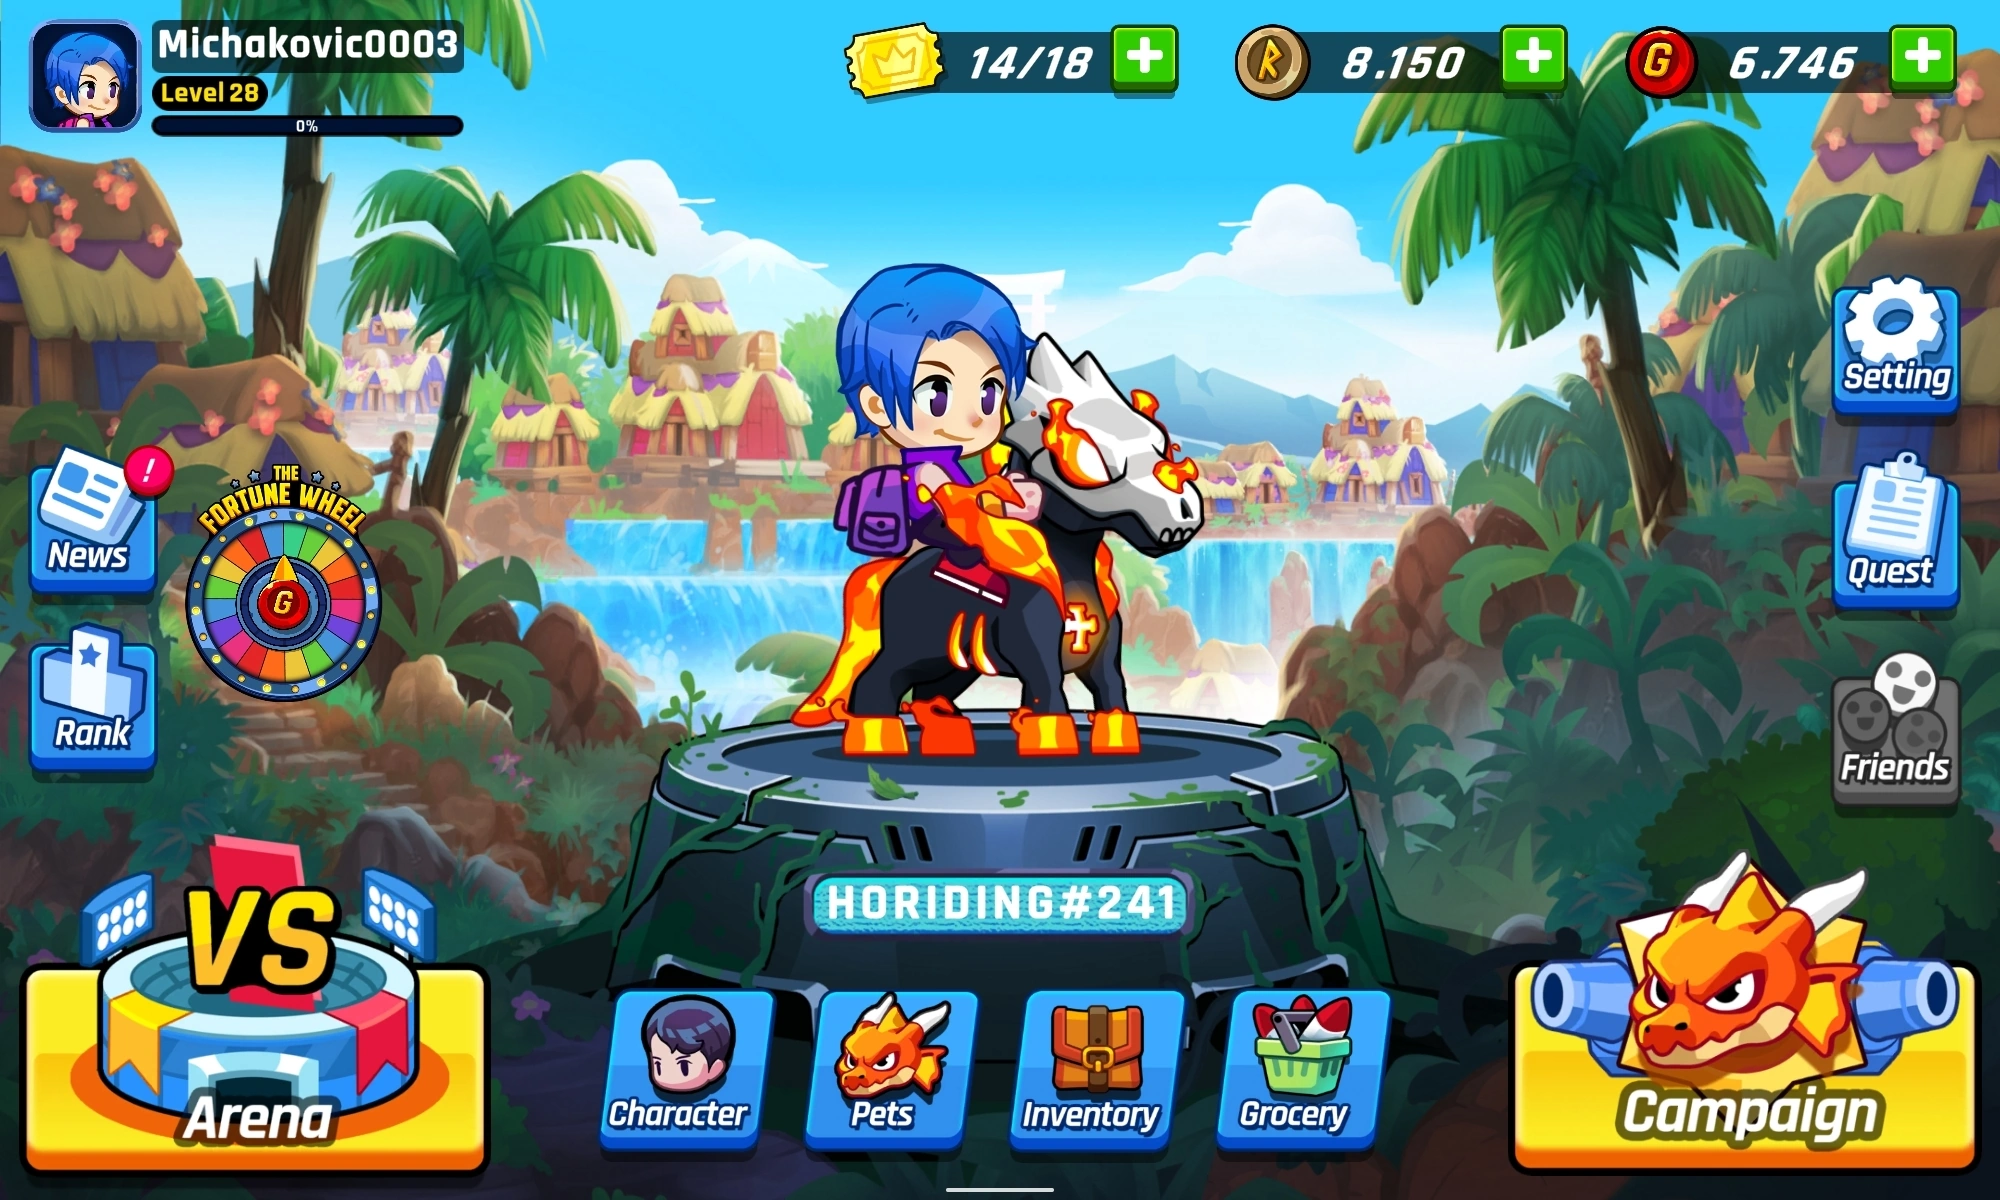 Michakovic0003
Level 28
0%
14/18
8.150
6.746
Setting
News
!
THE
FORTUNE WHEEL
G
Quest
Rank
Friends
HORIDING#241
VS
Arena
Character
Pets
Inventory
Grocery
Campaign